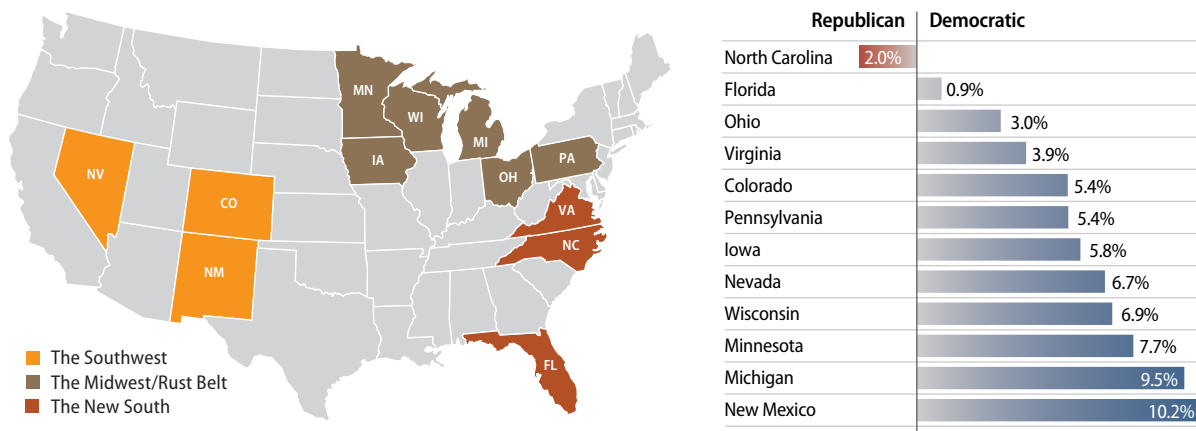 MN
WI
MI
IA
OH
PA
NV
CO
NM
VA
NC
FL
The Southwest
The Midwest/Rust Belt
The New South
Republican Democratic
North Carolina 2.0%
Florida 0.9%
Ohio 3.0%
Virginia 3.9%
Colorado 5.4%
Pennsylvania 5.4%
Iowa 5.8%
Nevada 6.7%
Wisconsin 6.9%
Minnesota 7.7%
Michigan 9.5%
New Mexico 10.2%